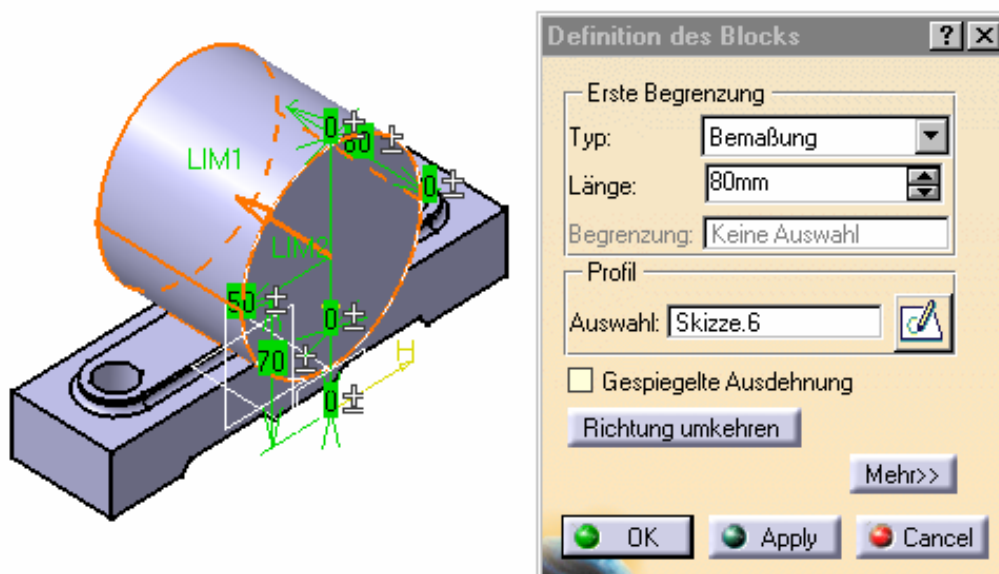 LIM1
LIM2
0
80
0
50
0
70
0
H
Definition des Blocks
Erste Begrenzung
Typ: Bemaßung
Länge: 80mm
Begrenzung: Keine Auswahl
Profil
Auswahl: Skizze.6
Gespiegelte Ausdehnung
Richtung umkehren
Mehr>>
OK Apply Cancel